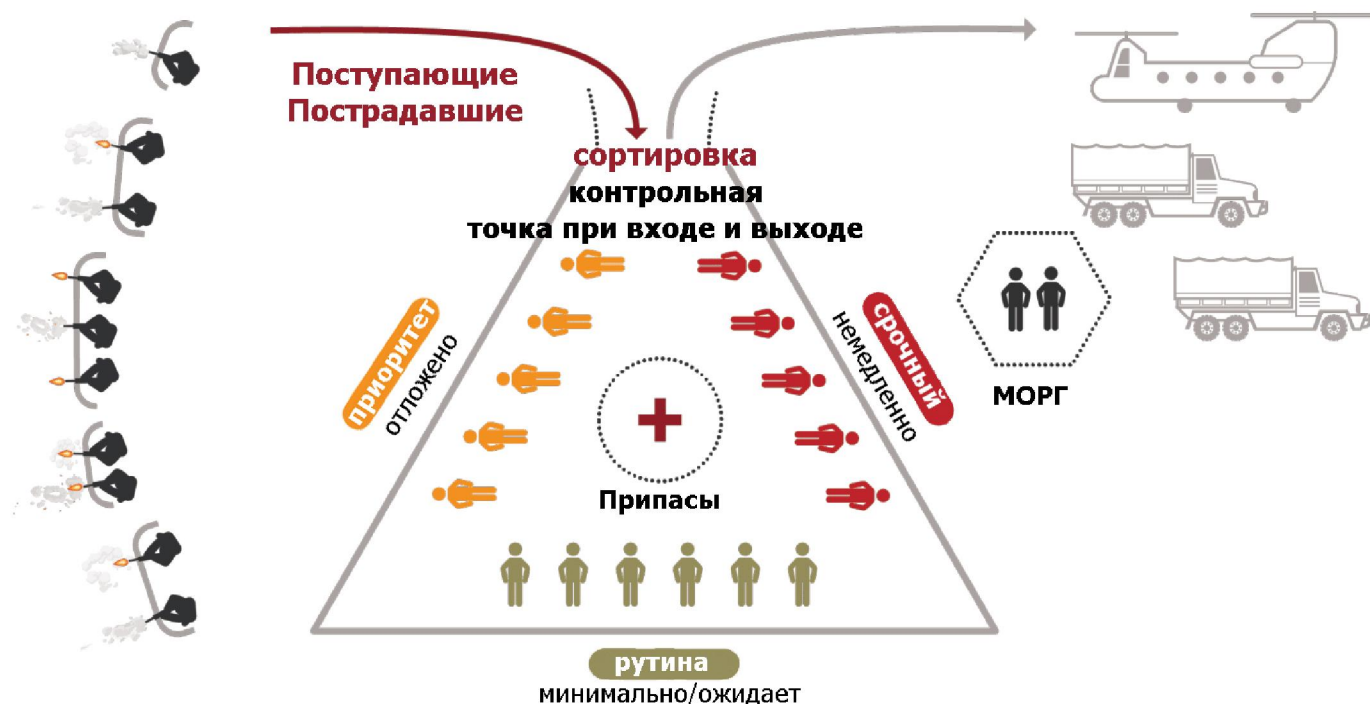 Поступающие
Пострадавшие
сортировка
контрольная
точка при входе и выходе
приоритет
отложено
срочный
немедленно
МОРГ
Припасы
рутина
минимально/ожидает